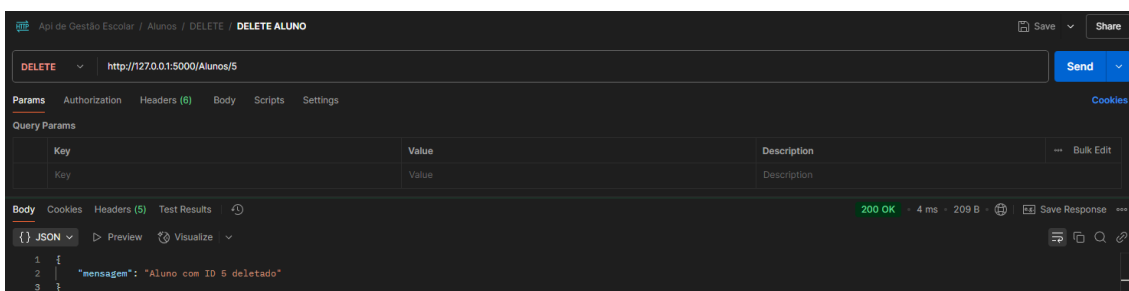 HTTP Api de Gestão Escolar / Alunos / DELETE / DELETE ALUNO Save Share
DELETE http://127.0.0.1:5000/Alunos/5 Send
Params Authorization Headers (6) Body Scripts Settings Cookies
Query Params
Key Value Description ••• Bulk Edit
Key Value Description
Body Cookies Headers (5) Test Results 200 OK • 4 ms • 209 B • Save Response •••
{} JSON Preview Visualize
1 {
2 "mensagem": "Aluno com ID 5 deletado"
3 }